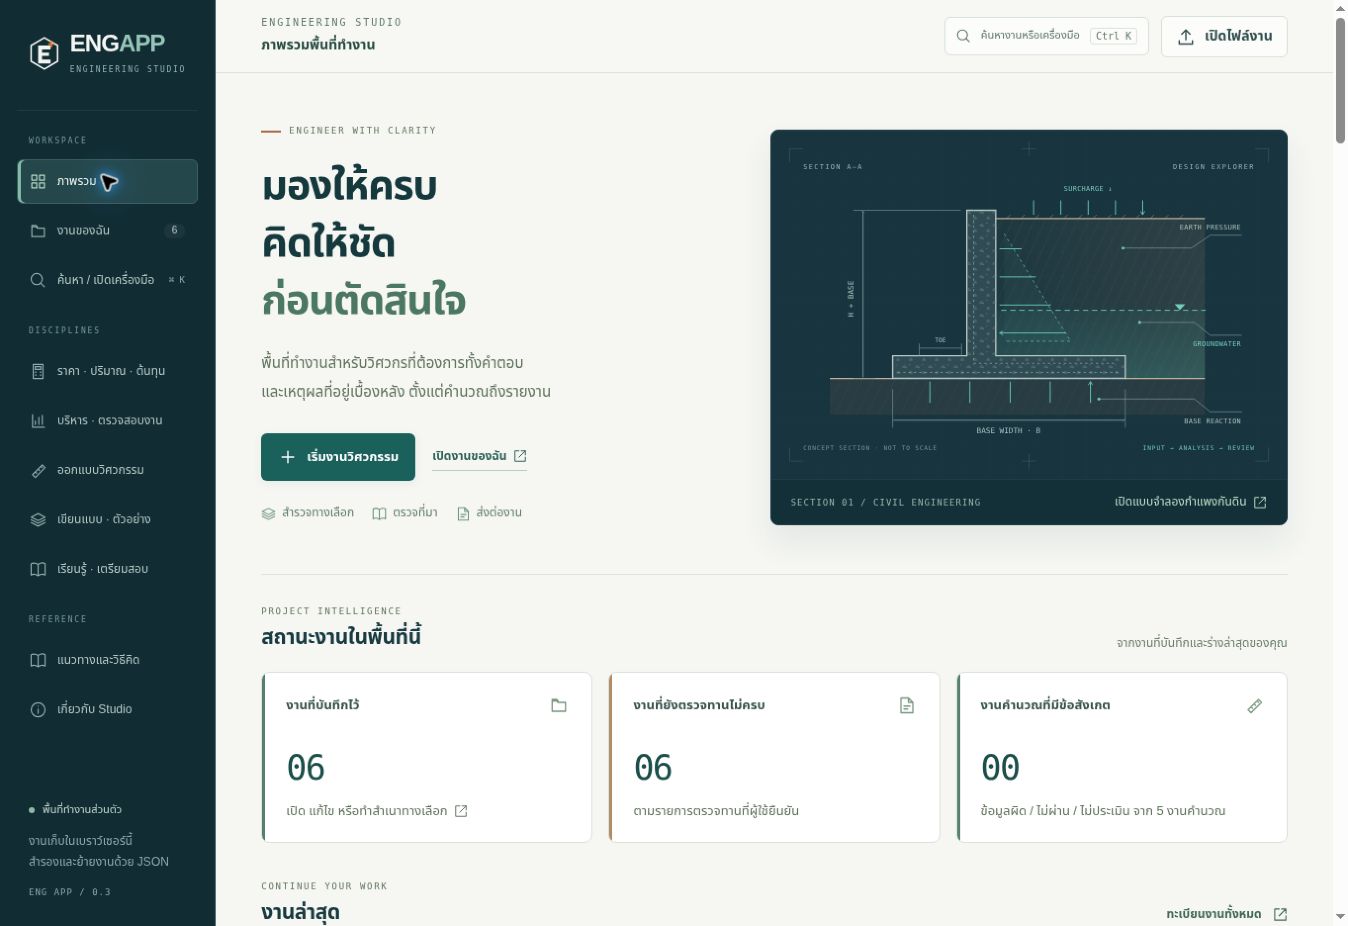 ENGAPP
ENGINEERING STUDIO
WORKSPACE
ภาพรวม
งานของฉัน 6
ค้นหา / เปิดเครื่องมือ ⌘ K
DISCIPLINES
ราคา · ปริมาณ · ต้นทุน
บริหาร · ตรวจสอบงาน
ออกแบบวิศวกรรม
เขียนแบบ · ตัวอย่าง
เรียนรู้ · เตรียมสอบ
REFERENCE
แนวทางและวิธีคิด
เกี่ยวกับ Studio
พื้นที่ทำงานส่วนตัว
งานเก็บในเบราว์เซอร์นี้
สำรองและย้ายงานด้วย JSON
ENG APP / 0.3
ENGINEERING STUDIO
ภาพรวมพื้นที่ทำงาน
ค้นหางานหรือเครื่องมือ Ctrl K
เปิดไฟล์งาน
ENGINEER WITH CLARITY
มองให้ครบ
คิดให้ชัด
ก่อนตัดสินใจ
พื้นที่ทำงานสำหรับวิศวกรที่ต้องการทั้งคำตอบ
และเหตุผลที่อยู่เบื้องหลัง ตั้งแต่คำนวณถึงรายงาน
เริ่มงานวิศวกรรม
เปิดงานของฉัน
สำรวจทางเลือก
ตรวจที่มา
ส่งต่องาน
SECTION A—A
DESIGN EXPLORER
SURCHARGE ↓
EARTH PRESSURE
H + BASE
TOE
GROUNDWATER
BASE REACTION
BASE WIDTH · B
CONCEPT SECTION · NOT TO SCALE
INPUT → ANALYSIS → REVIEW
SECTION 01 / CIVIL ENGINEERING
เปิดแบบจำลองกำแพงกันดิน
PROJECT INTELLIGENCE
สถานะงานในพื้นที่นี้
จากงานที่บันทึกและร่างล่าสุดของคุณ
งานที่บันทึกไว้
06
เปิด แก้ไข หรือทำสำเนาทางเลือก
งานที่ยังตรวจทานไม่ครบ
06
ตามรายการตรวจทานที่ผู้ใช้ยืนยัน
งานคำนวณที่มีข้อสังเกต
00
ข้อมูลผิด / ไม่ผ่าน / ไม่ประเมิน จาก 5 งานคำนวณ
CONTINUE YOUR WORK
งานล่าสุด
ทะเบียนงานทั้งหมด